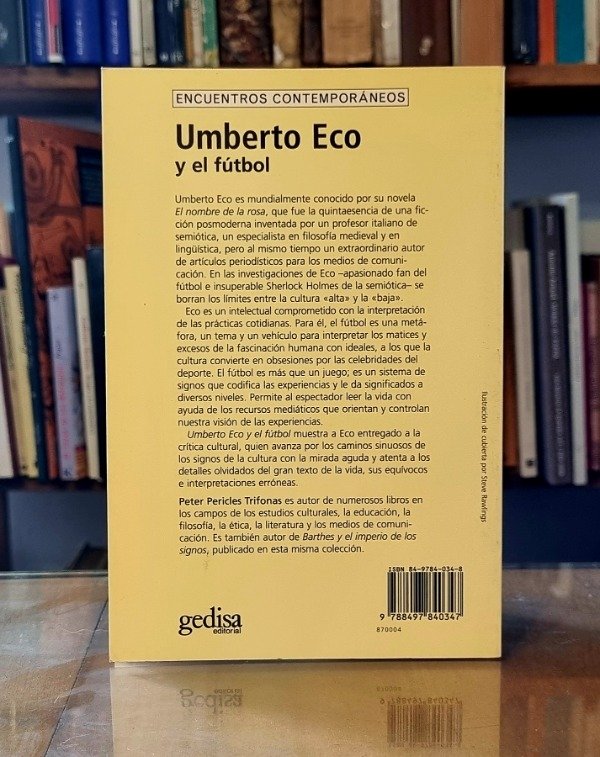 ENCUENTROS CONTEMPORÁNEOS
Umberto Eco
y el fútbol
Umberto Eco es mundialmente conocido por su novela
El nombre de la rosa, que fue la quintaesencia de una fic-
ción posmoderna inventada por un profesor italiano de
semiótica, un especialista en filosofía medieval y en
lingüística, pero al mismo tiempo un extraordinario autor
de artículos periodísticos para los medios de comuni-
cación. En las investigaciones de Eco –apasionado fan del
fútbol e insuperable Sherlock Holmes de la semiótica– se
borran los límites entre la cultura «alta» y la «baja».
Eco es un intelectual comprometido con la interpretación
de las prácticas cotidianas. Para él, el fútbol es una metá-
fora, un tema y un vehículo para interpretar los matices y
excesos de la fascinación humana con ideales, a los que la
cultura convierte en obsesiones por las celebridades del
deporte. El fútbol es más que un juego; es un sistema de
signos que codifica las experiencias y le da significados a
diversos niveles. Permite al espectador leer la vida con
ayuda de los recursos mediáticos que orientan y controlan
nuestra visión de las experiencias.
Umberto Eco y el fútbol muestra a Eco entregado a la
crítica cultural, quien avanza por los caminos sinuosos de
los signos de la cultura con la mirada aguda y atenta a los
detalles olvidados del gran texto de la vida, sus equívocos
e interpretaciones erróneas.
Peter Pericles Trifonas es autor de numerosos libros en
los campos de los estudios culturales, la educación, la
filosofía, la ética, la literatura y los medios de comuni-
cación. Es también autor de Barthes y el imperio de los
signos, publicado en esta misma colección.
Ilustración de cubierta por Steve Rawlings
ISBN 84-9784-034-8
9 788497 840347
870004
gedisa
editorial